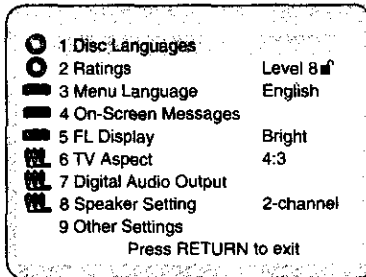 1 Disc Languages
2 Ratings Level 8
3 Menu Language English
4 On-Screen Messages
5 FL Display Bright
6 TV Aspect 4:3
7 Digital Audio Output
8 Speaker Setting 2-channel
9 Other Settings
Press RETURN to exit